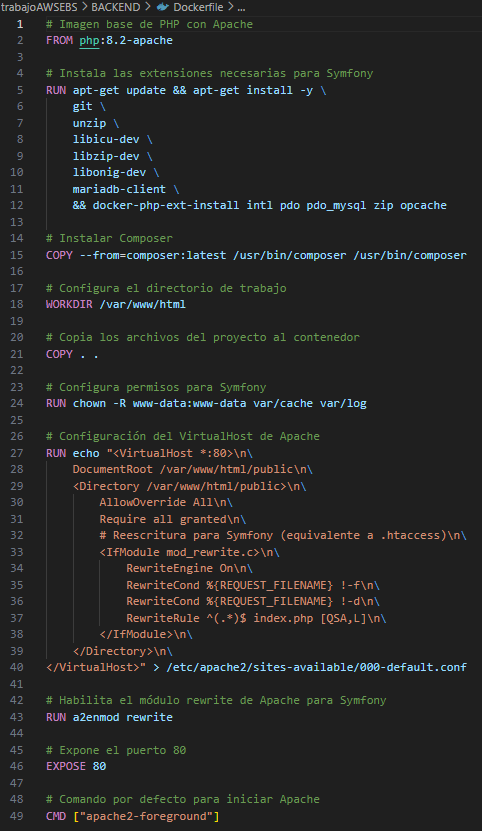 trabajoAWSEBS > BACKEND > Dockerfile > ...
1 # Imagen base de PHP con Apache
2 FROM php:8.2-apache
3
4 # Instala las extensiones necesarias para Symfony
5 RUN apt-get update && apt-get install -y \
6     git \
7     unzip \
8     libicu-dev \
9     libzip-dev \
10     libonig-dev \
11     mariadb-client \
12     && docker-php-ext-install intl pdo pdo_mysql zip opcache
13
14 # Instalar Composer
15 COPY --from=composer:latest /usr/bin/composer /usr/bin/composer
16
17 # Configura el directorio de trabajo
18 WORKDIR /var/www/html
19
20 # Copia los archivos del proyecto al contenedor
21 COPY . .
22
23 # Configura permisos para Symfony
24 RUN chown -R www-data:www-data var/cache var/log
25
26 # Configuración del VirtualHost de Apache
27 RUN echo "<VirtualHost *:80>\n\
28     DocumentRoot /var/www/html/public\n\
29     <Directory /var/www/html/public>\n\
30         AllowOverride All\n\
31         Require all granted\n\
32         # Reescritura para Symfony (equivalente a .htaccess)\n\
33         <IfModule mod_rewrite.c>\n\
34             RewriteEngine On\n\
35             RewriteCond %{REQUEST_FILENAME} !-f\n\
36             RewriteCond %{REQUEST_FILENAME} !-d\n\
37             RewriteRule ^(.*)$ index.php [QSA,L]\n\
38         </IfModule>\n\
39     </Directory>\n\
40 </VirtualHost>" > /etc/apache2/sites-available/000-default.conf
41
42 # Habilita el módulo rewrite de Apache para Symfony
43 RUN a2enmod rewrite
44
45 # Expone el puerto 80
46 EXPOSE 80
47
48 # Comando por defecto para iniciar Apache
49 CMD ["apache2-foreground"]